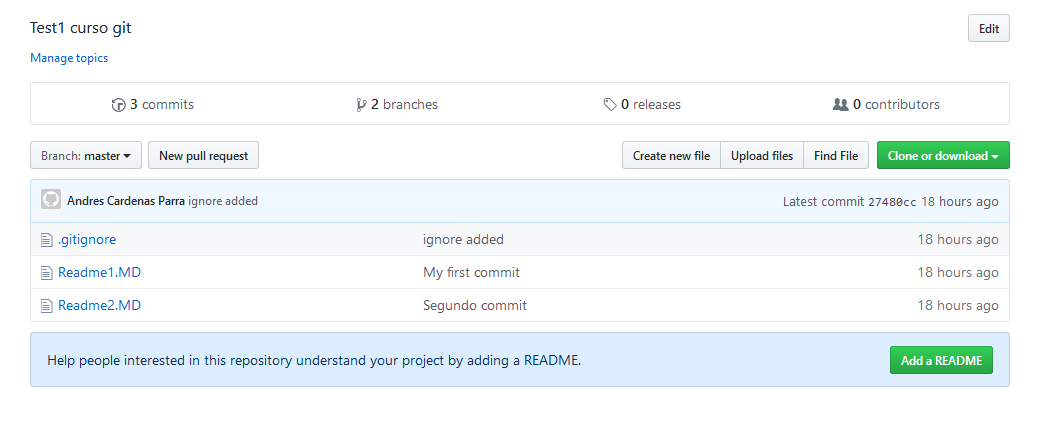 Test1 curso git Edit
Manage topics
3 commits 2 branches 0 releases 0 contributors
Branch: master New pull request Create new file Upload files Find File Clone or download
Andres Cardenas Parra ignore added Latest commit 27480cc 18 hours ago
.gitignore ignore added 18 hours ago
Readme1.MD My first commit 18 hours ago
Readme2.MD Segundo commit 18 hours ago
Help people interested in this repository understand your project by adding a README. Add a README